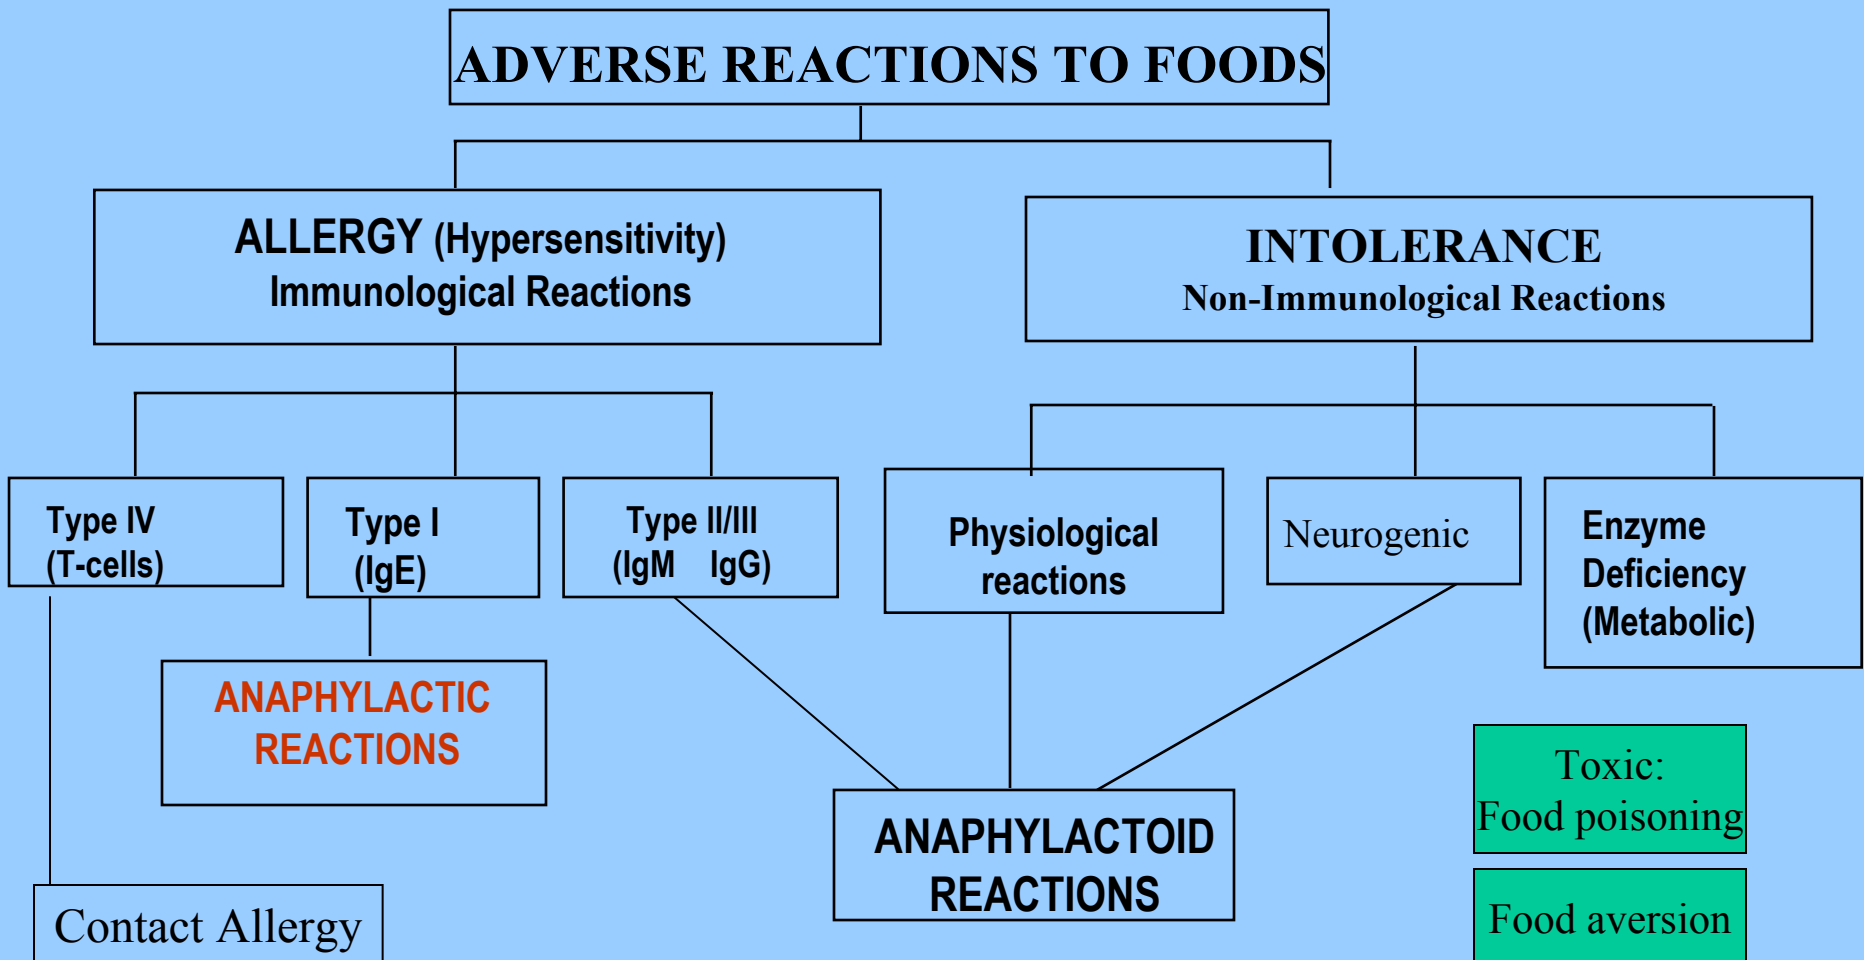 ADVERSE REACTIONS TO FOODS
ALLERGY (Hypersensitivity)
Immunological Reactions
INTOLERANCE
Non-Immunological Reactions
Type IV
(T-cells)
Type I
(IgE)
Type II/III
(IgM IgG)
Physiological
reactions
Neurogenic
Enzyme
Deficiency
(Metabolic)
ANAPHYLACTIC
REACTIONS
ANAPHYLACTOID
REACTIONS
Toxic:
Food poisoning
Contact Allergy
Food aversion